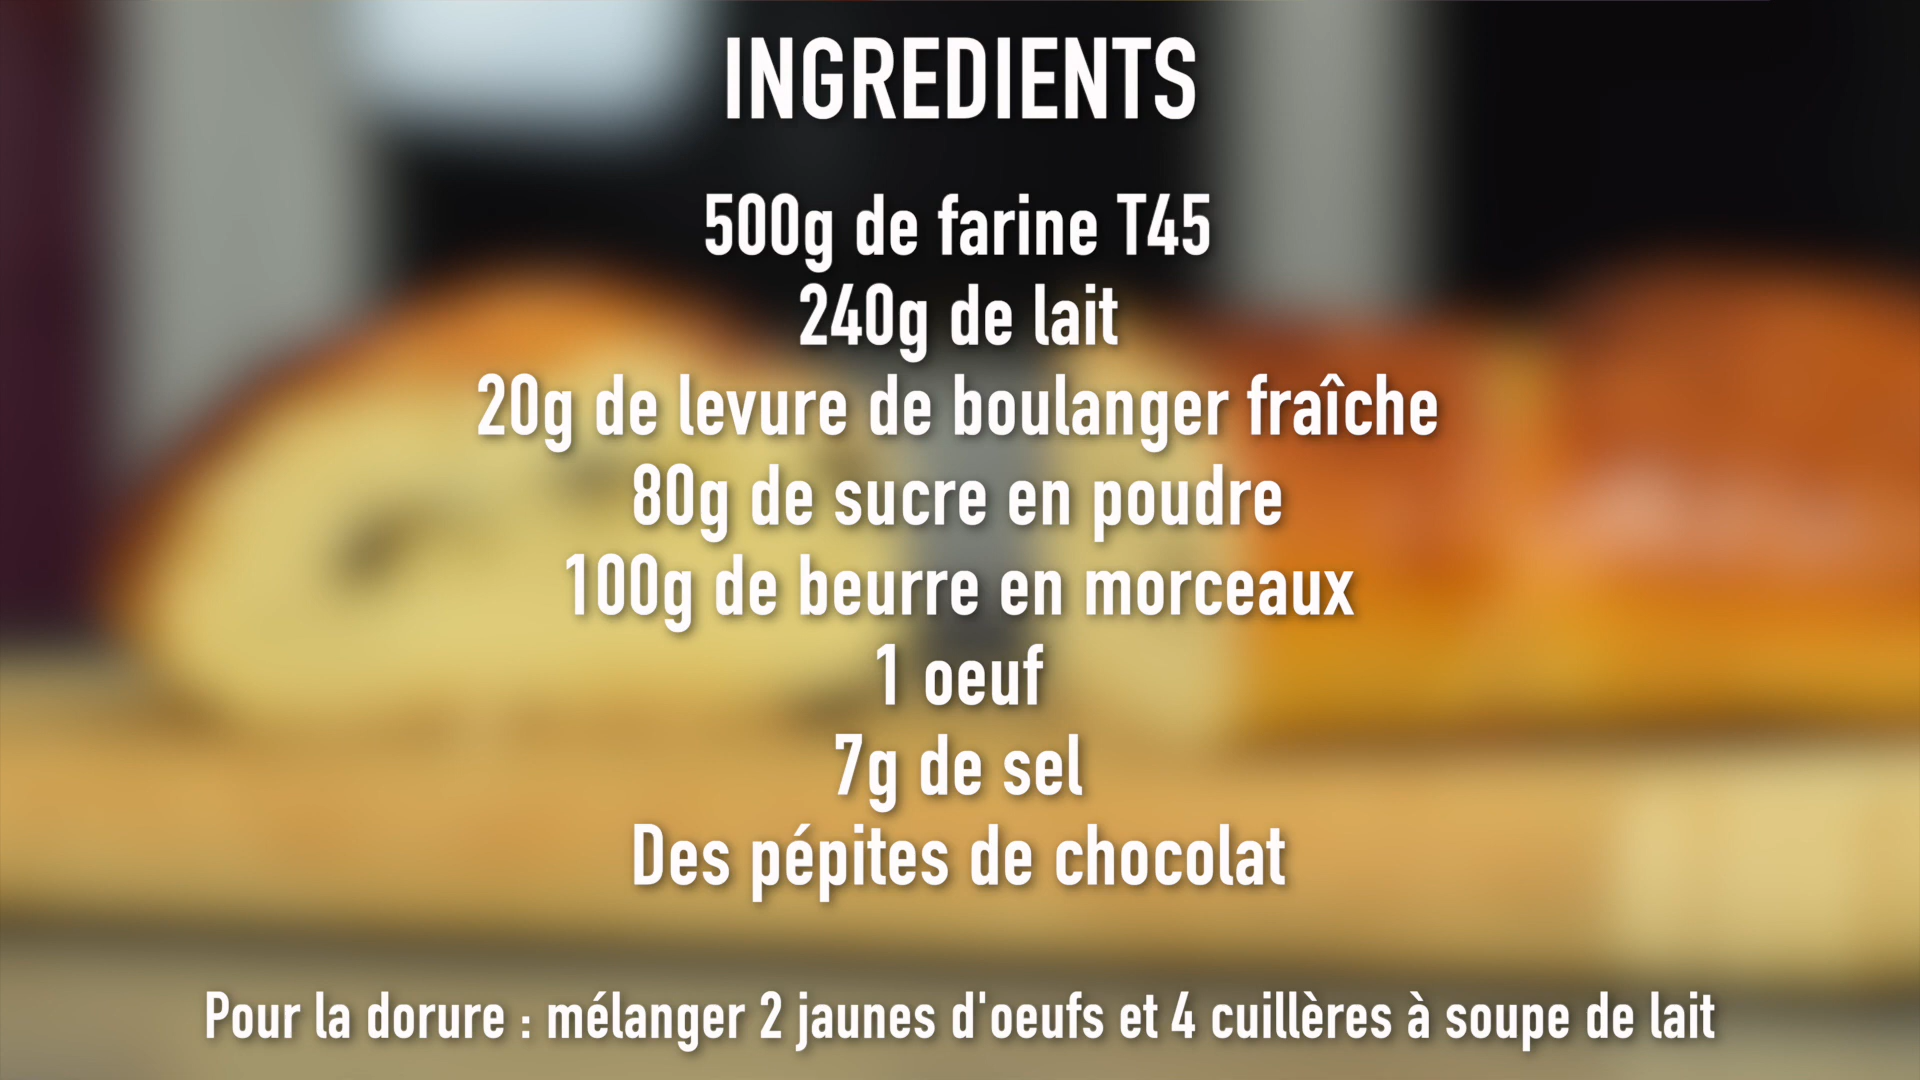 INGREDIENTS
500g de farine T45
240g de lait
20g de levure de boulanger fraîche
80g de sucre en poudre
100g de beurre en morceaux
1 oeuf
7g de sel
Des pépites de chocolat
Pour la dorure : mélanger 2 jaunes d'oeufs et 4 cuillères à soupe de lait